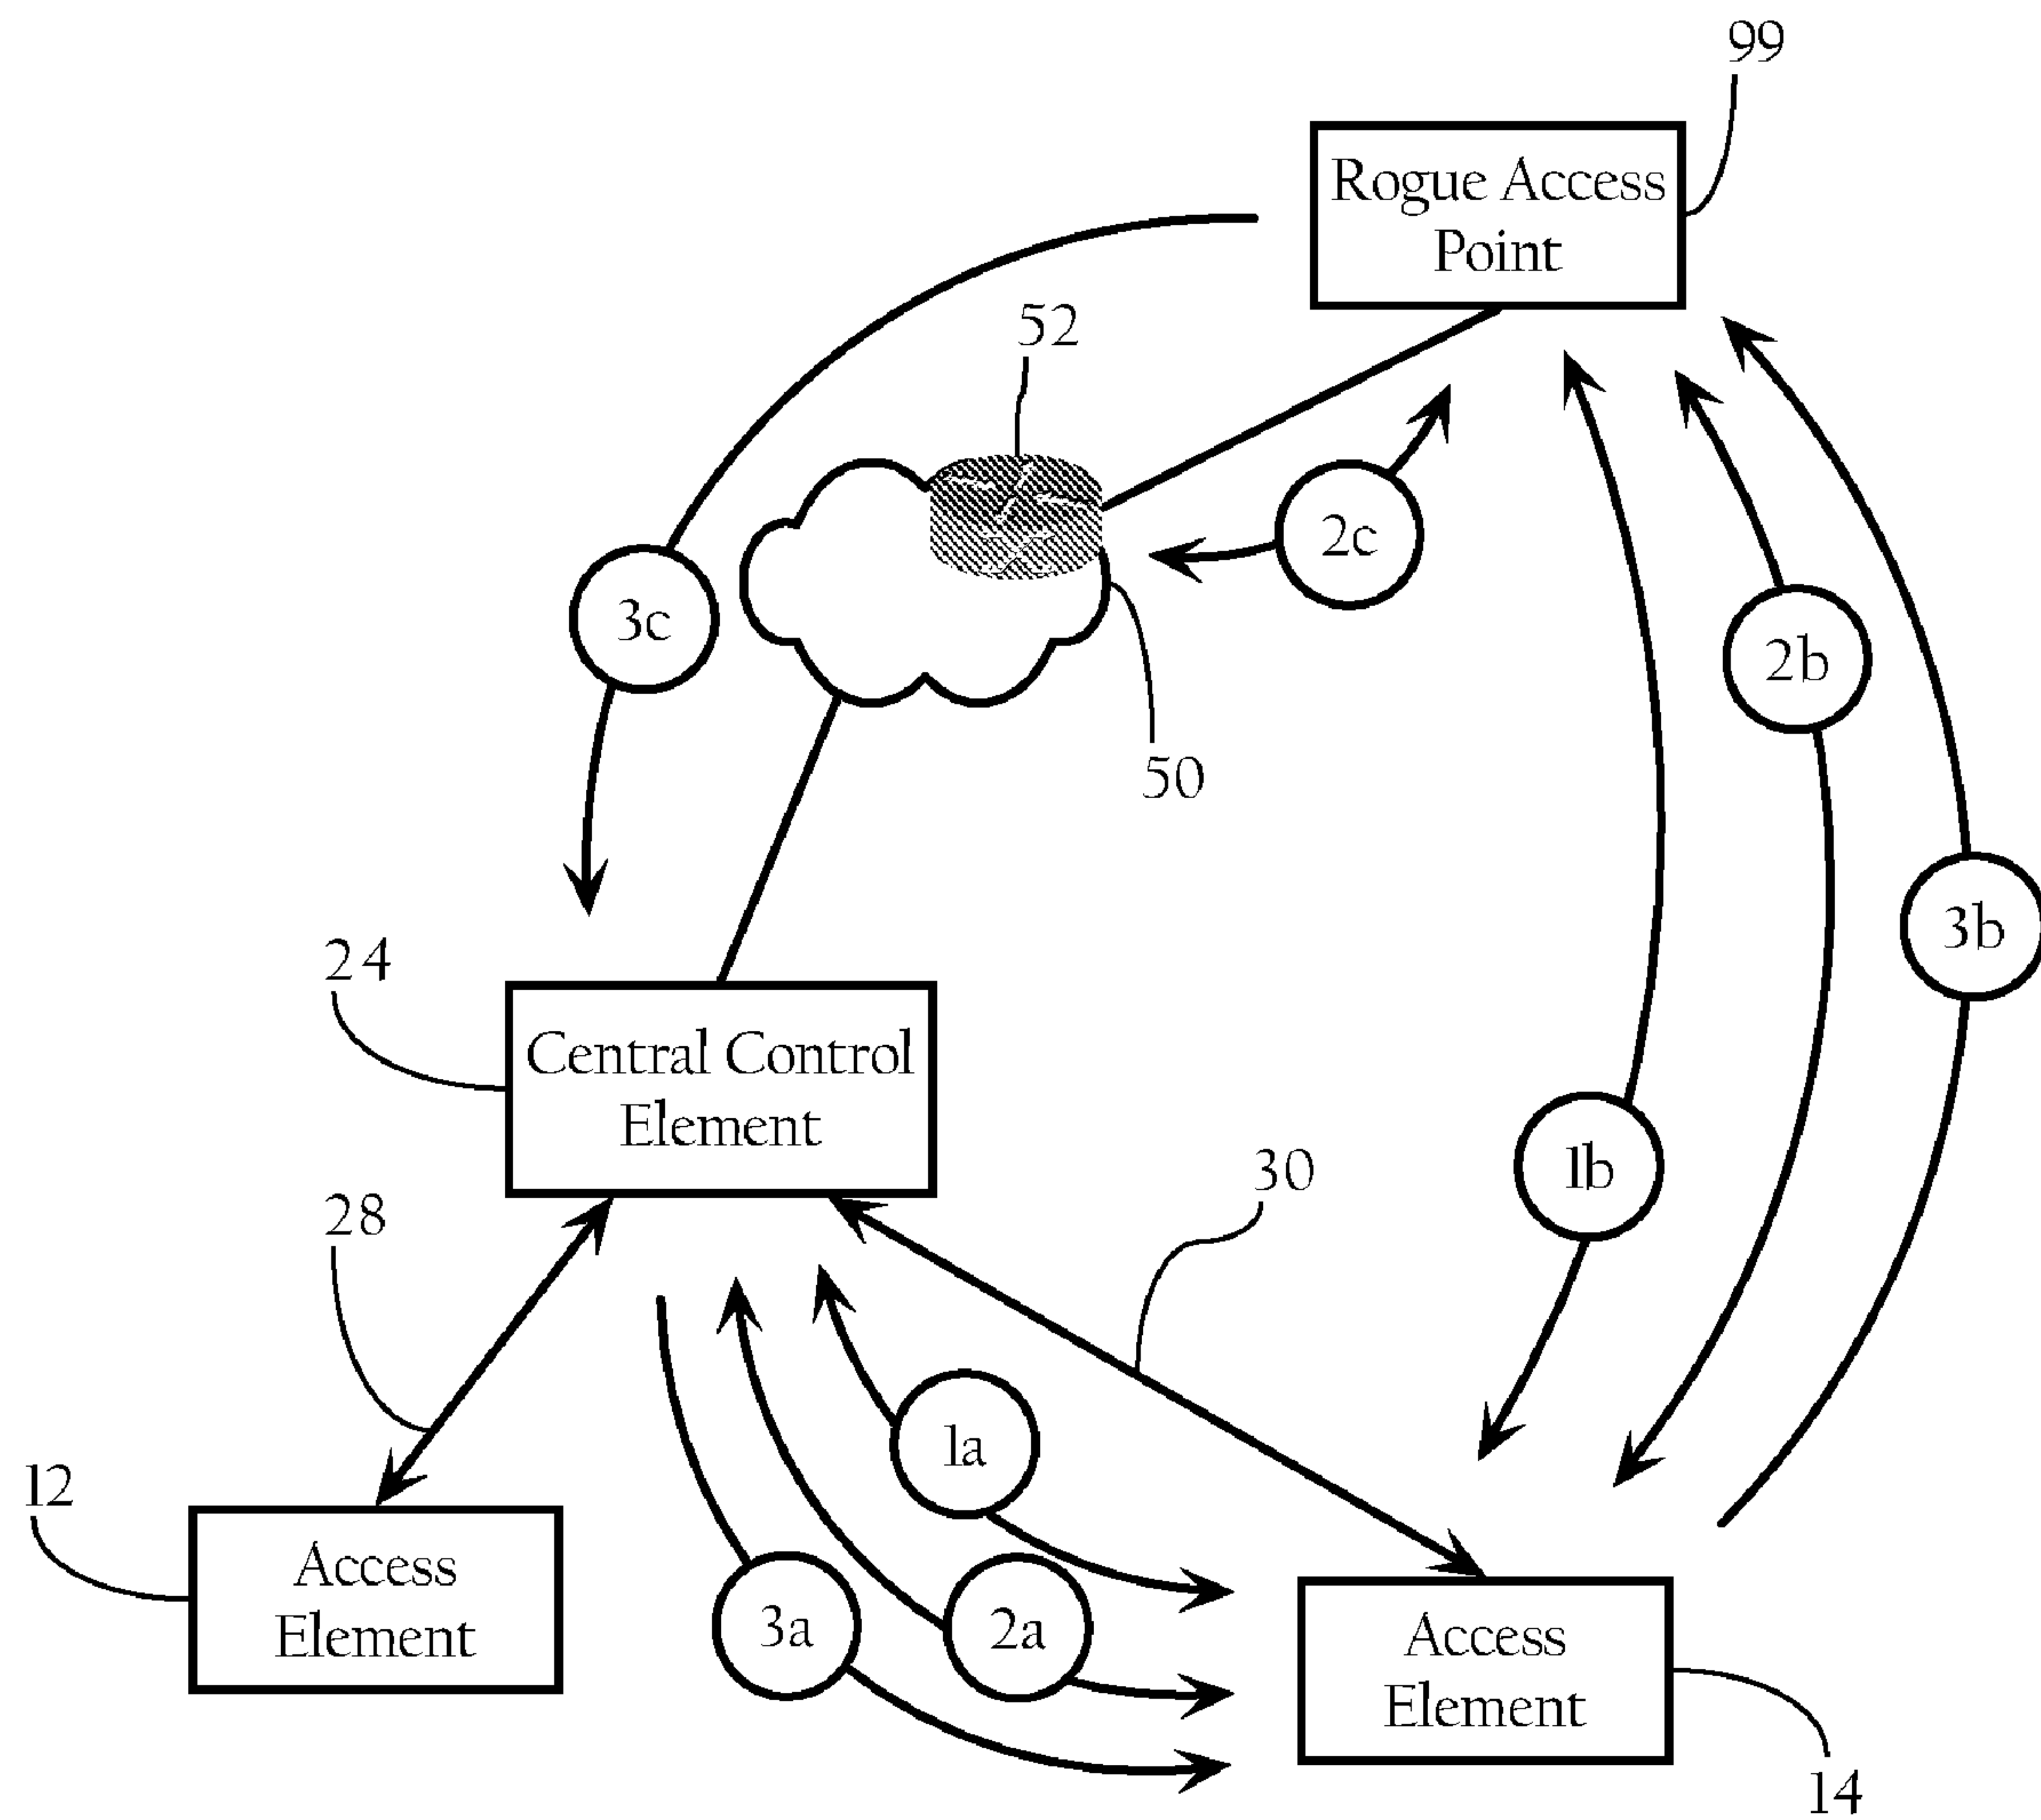 99
Rogue Access
Point
52
2c
3c
2b
50
3b
24
Central Control
Element
30
1b
28
1a
12
Access
Element
3a
2a
Access
Element
14